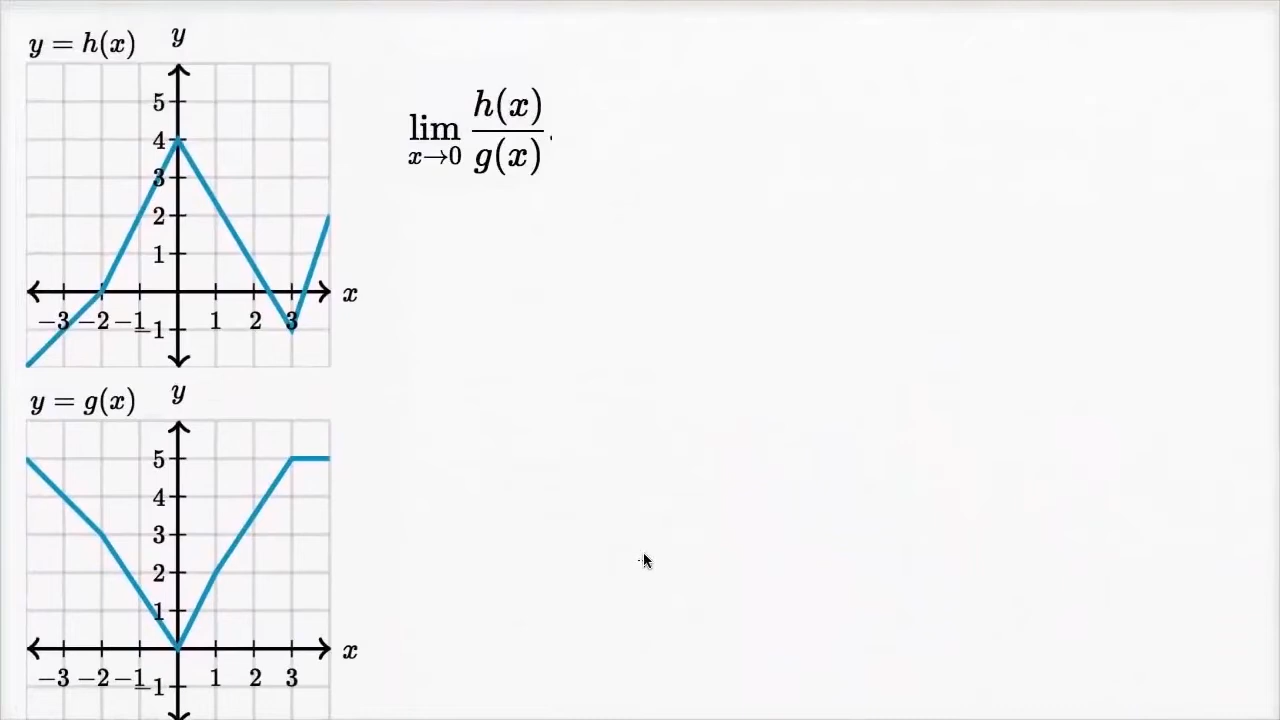 y = h(x)
y
5
4
3
2
1
−3 −2 −1 1 2 3
x
−1
lim x→0 h(x)/g(x).
y = g(x)
y
5
4
3
2
1
x
−3 −2 −1 1 2 3
−1